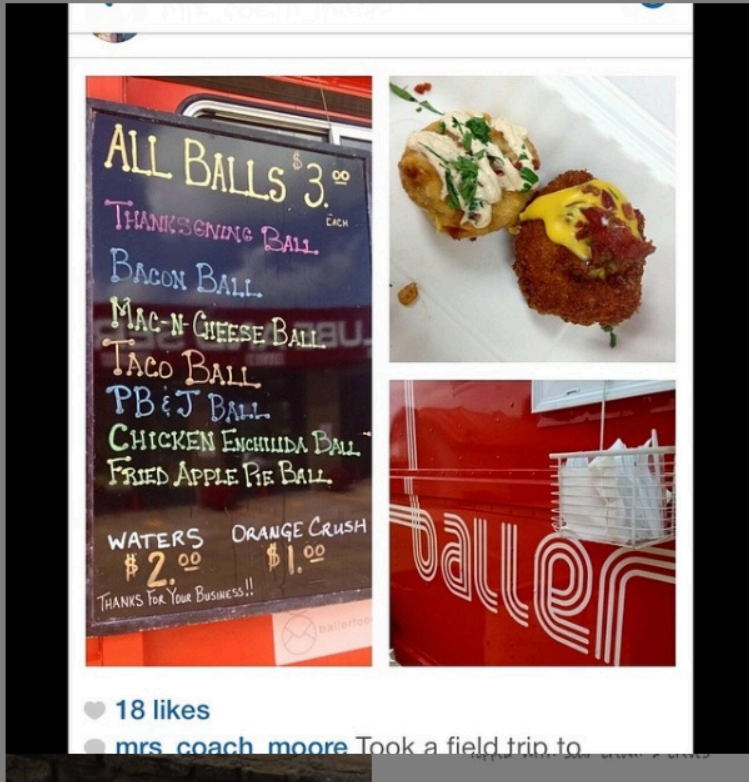 ALL BALLS $3.00
EACH
THANKSGIVING BALL
BACON BALL
MAC-N-CHEESE BALL
TACO BALL
PB & J BALL
CHICKEN ENCHILIDA BALL
FRIED APPLE PIE BALL
WATERS ORANGE CRUSH
$2.00 $1.00
THANKS FOR YOUR BUSINESS!!
baller
18 likes
mrs_coach_moore Took a field trip to